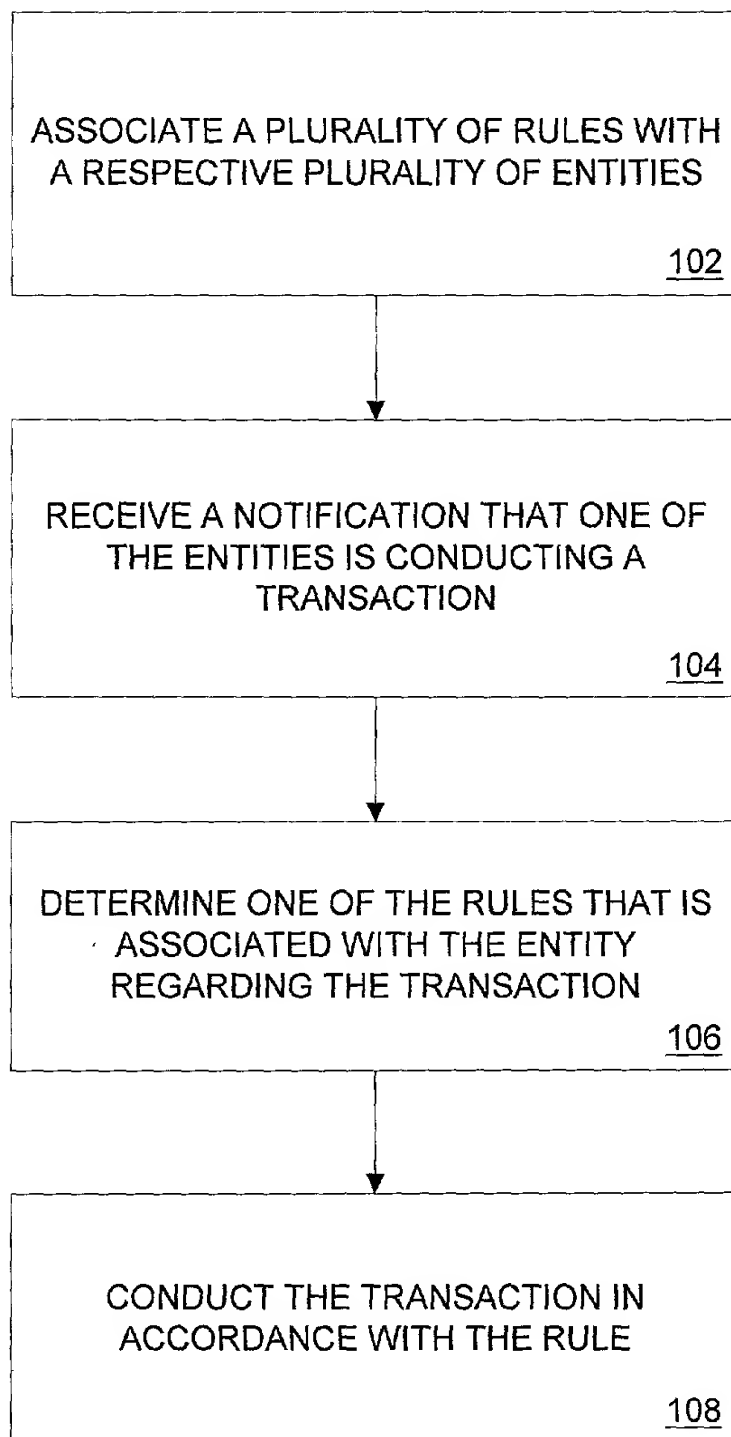 ASSOCIATE A PLURALITY OF RULES WITH
A RESPECTIVE PLURALITY OF ENTITIES
102
RECEIVE A NOTIFICATION THAT ONE OF
THE ENTITIES IS CONDUCTING A
TRANSACTION
104
DETERMINE ONE OF THE RULES THAT IS
ASSOCIATED WITH THE ENTITY
REGARDING THE TRANSACTION
106
CONDUCT THE TRANSACTION IN
ACCORDANCE WITH THE RULE
108